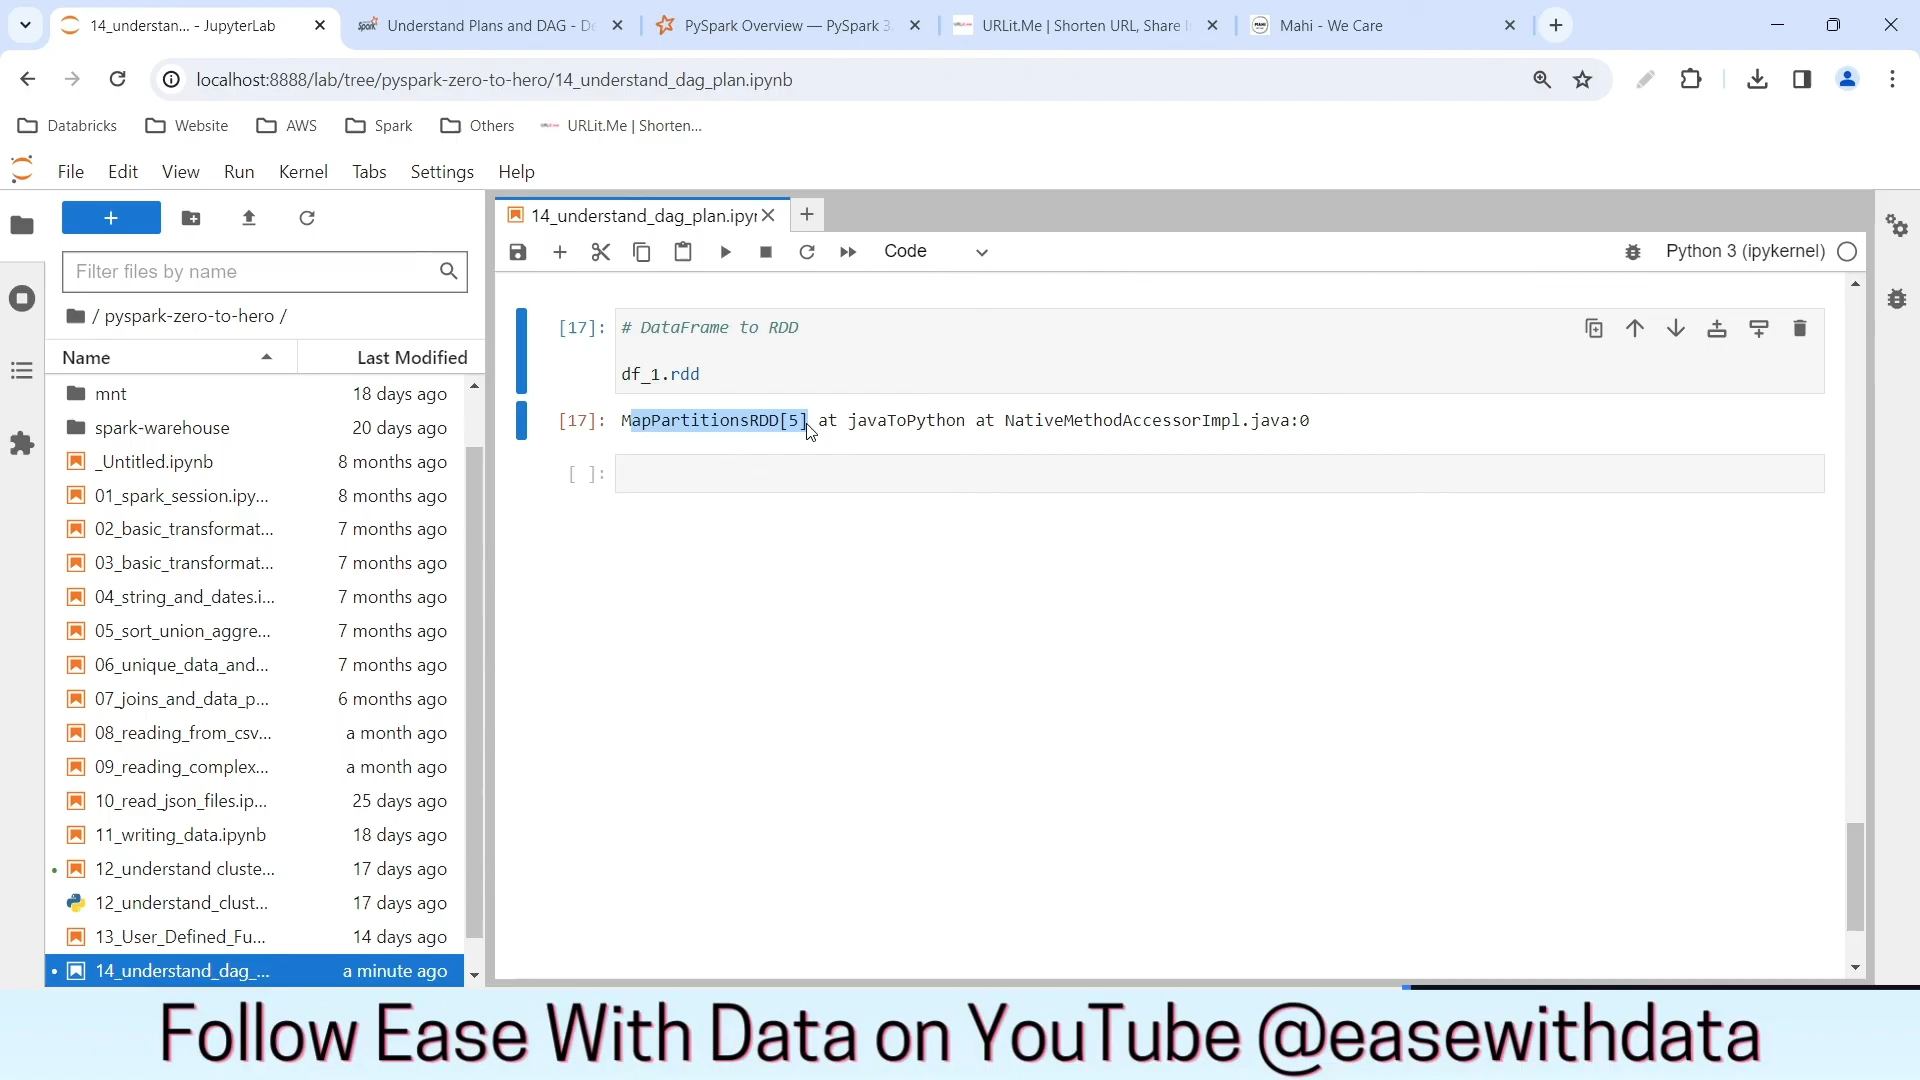 14_understan... - JupyterLab
Understand Plans and DAG - De
PySpark Overview — PySpark 3.
URLit.Me | Shorten URL, Share I
Mahi - We Care
localhost:8888/lab/tree/pyspark-zero-to-hero/14_understand_dag_plan.ipynb
Databricks Website AWS Spark Others URLit.Me | Shorten...
File Edit View Run Kernel Tabs Settings Help
14_understand_dag_plan.ipyn
Code
Python 3 (ipykernel)
Filter files by name
/ pyspark-zero-to-hero /
Name Last Modified
mnt 18 days ago
spark-warehouse 20 days ago
_Untitled.ipynb 8 months ago
01_spark_session.ipy... 8 months ago
02_basic_transformat... 7 months ago
03_basic_transformat... 7 months ago
04_string_and_dates.i... 7 months ago
05_sort_union_aggre... 7 months ago
06_unique_data_and... 7 months ago
07_joins_and_data_p... 6 months ago
08_reading_from_csv... a month ago
09_reading_complex... a month ago
10_read_json_files.ip... 25 days ago
11_writing_data.ipynb 18 days ago
12_understand cluste... 17 days ago
12_understand_clust... 17 days ago
13_User_Defined_Fu... 14 days ago
14_understand_dag_... a minute ago
[17]: # DataFrame to RDD
df_1.rdd
[17]: MapPartitionsRDD[5] at javaToPython at NativeMethodAccessorImpl.java:0
[ ]:
Follow Ease With Data on YouTube @easewithdata